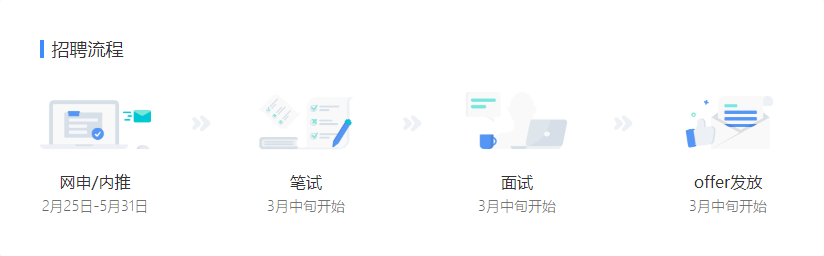 招聘流程
网申/内推
2月25日-5月31日
笔试
3月中旬开始
面试
3月中旬开始
offer发放
3月中旬开始